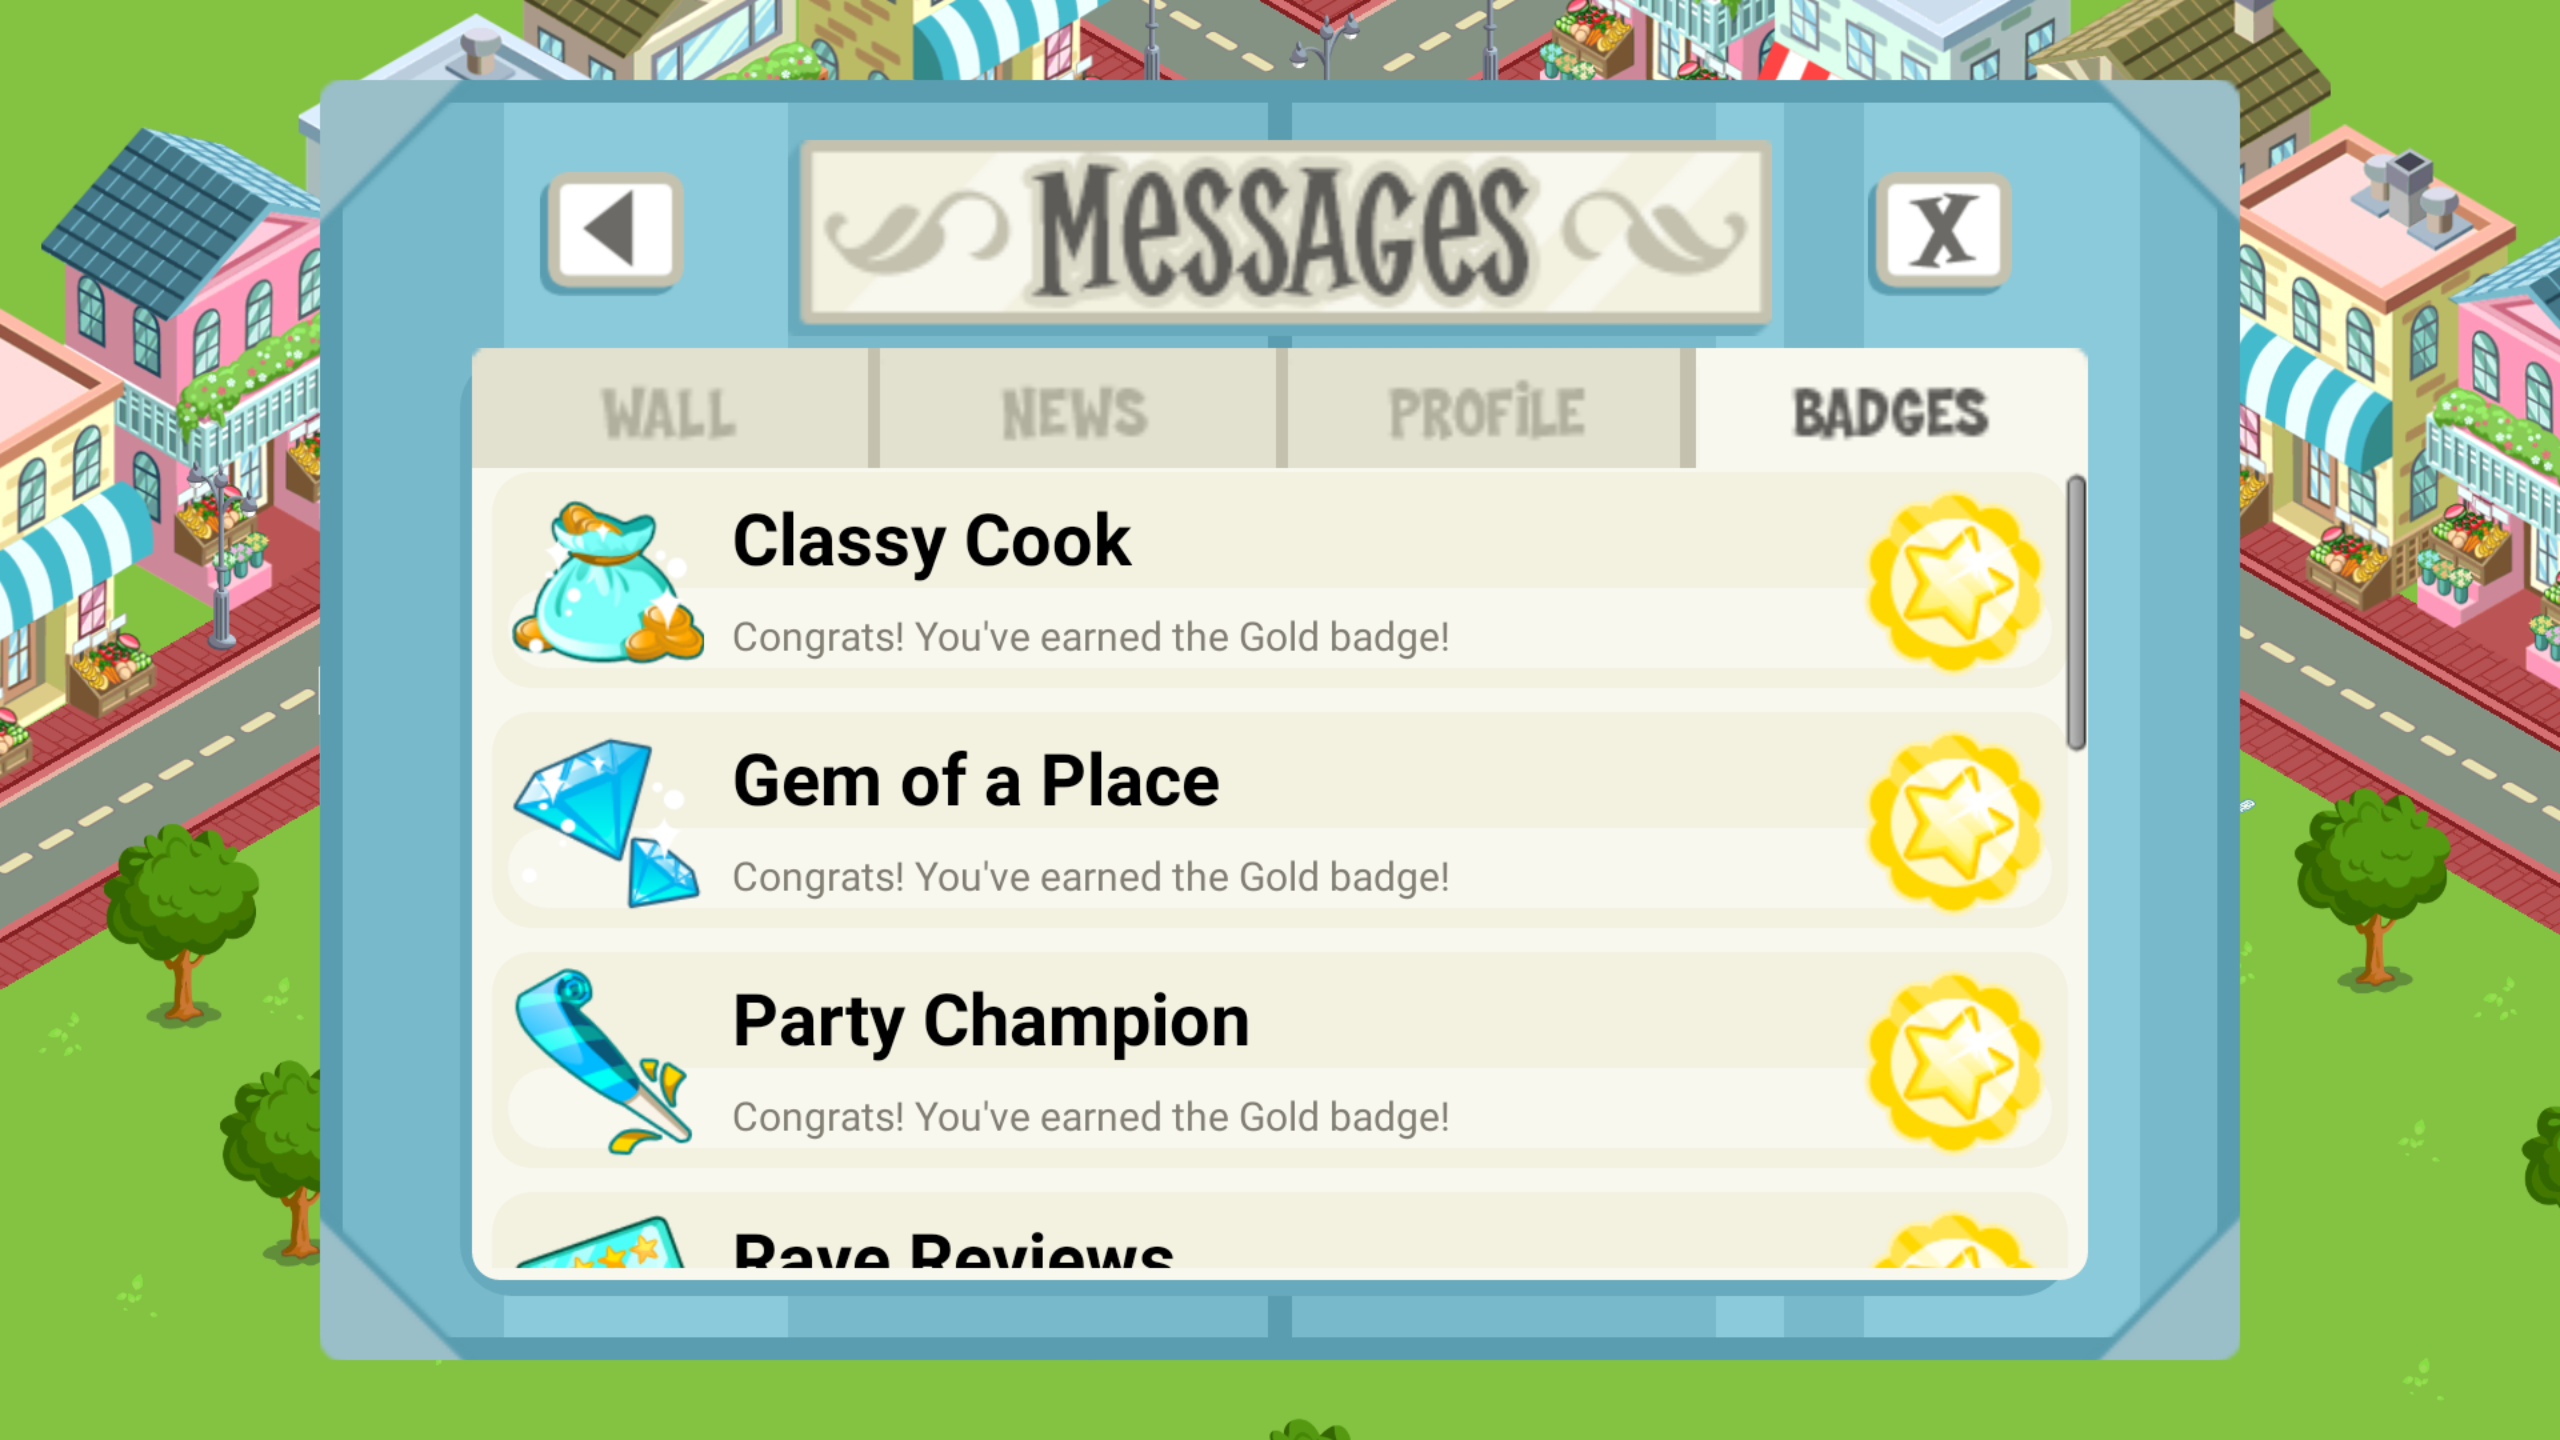 MESSAGES
X
WALL
NEWS
PROFILE
BADGES
Classy Cook
Congrats! You've earned the Gold badge!
Gem of a Place
Congrats! You've earned the Gold badge!
Party Champion
Congrats! You've earned the Gold badge!
Rave Reviews